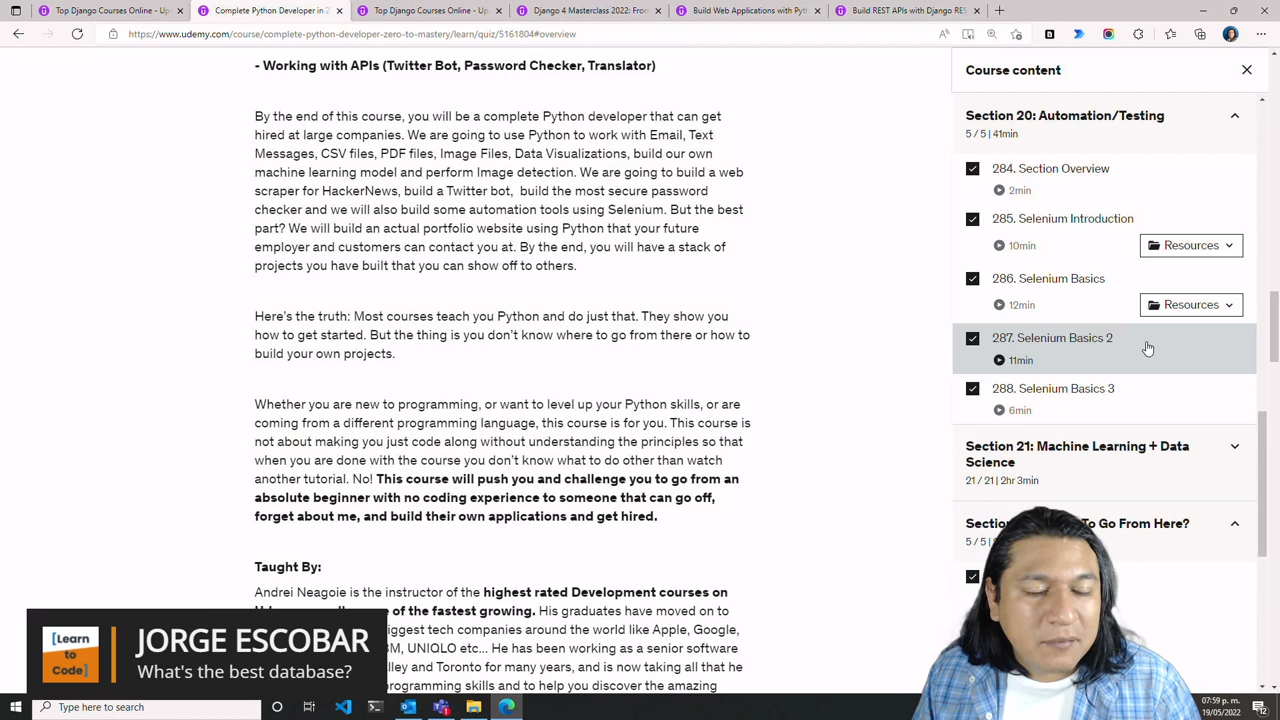 Top Django Courses Online - Up
Complete Python Developer in 2
Top Django Courses Online - Up
Django 4 Masterclass 2022: Fro
Build Web Applications with Pyt
Build REST APIs with Django RES
https://www.udemy.com/course/complete-python-developer-zero-to-mastery/learn/quiz/5161804#overview
- Working with APIs (Twitter Bot, Password Checker, Translator)
By the end of this course, you will be a complete Python developer that can get
hired at large companies. We are going to use Python to work with Email, Text
Messages, CSV files, PDF files, Image Files, Data Visualizations, build our own
machine learning model and perform Image detection. We are going to build a web
scraper for HackerNews, build a Twitter bot, build the most secure password
checker and we will also build some automation tools using Selenium. But the best
part? We will build an actual portfolio website using Python that your future
employer and customers can contact you at. By the end, you will have a stack of
projects you have built that you can show off to others.
Here's the truth: Most courses teach you Python and do just that. They show you
how to get started. But the thing is you don't know where to go from there or how to
build your own projects.
Whether you are new to programming, or want to level up your Python skills, or are
coming from a different programming language, this course is for you. This course is
not about making you just code along without understanding the principles so that
when you are done with the course you don't know what to do other than watch
another tutorial. No! This course will push you and challenge you to go from an
absolute beginner with no coding experience to someone that can go off,
forget about me, and build their own applications and get hired.
Taught By:
Andrei Neagoie is the instructor of the highest rated Development courses on
of the fastest growing. His graduates have moved on to
ggest tech companies around the world like Apple, Google,
UNIQLO etc... He has been working as a senior software
and Toronto for many years, and is now taking all that he
programming skills and to help you discover the amazing
Course content
Section 20: Automation/Testing
5 / 5 | 41min
284. Section Overview
2min
285. Selenium Introduction
10min
Resources
286. Selenium Basics
12min
Resources
287. Selenium Basics 2
11min
288. Selenium Basics 3
6min
Section 21: Machine Learning + Data
Science
21 / 21 | 2hr 3min
Section
To Go From Here?
5 / 5 |
[Learn
to
Code]
JORGE ESCOBAR
What's the best database?
Type here to search
07:59 p. m.
19/05/2022
12